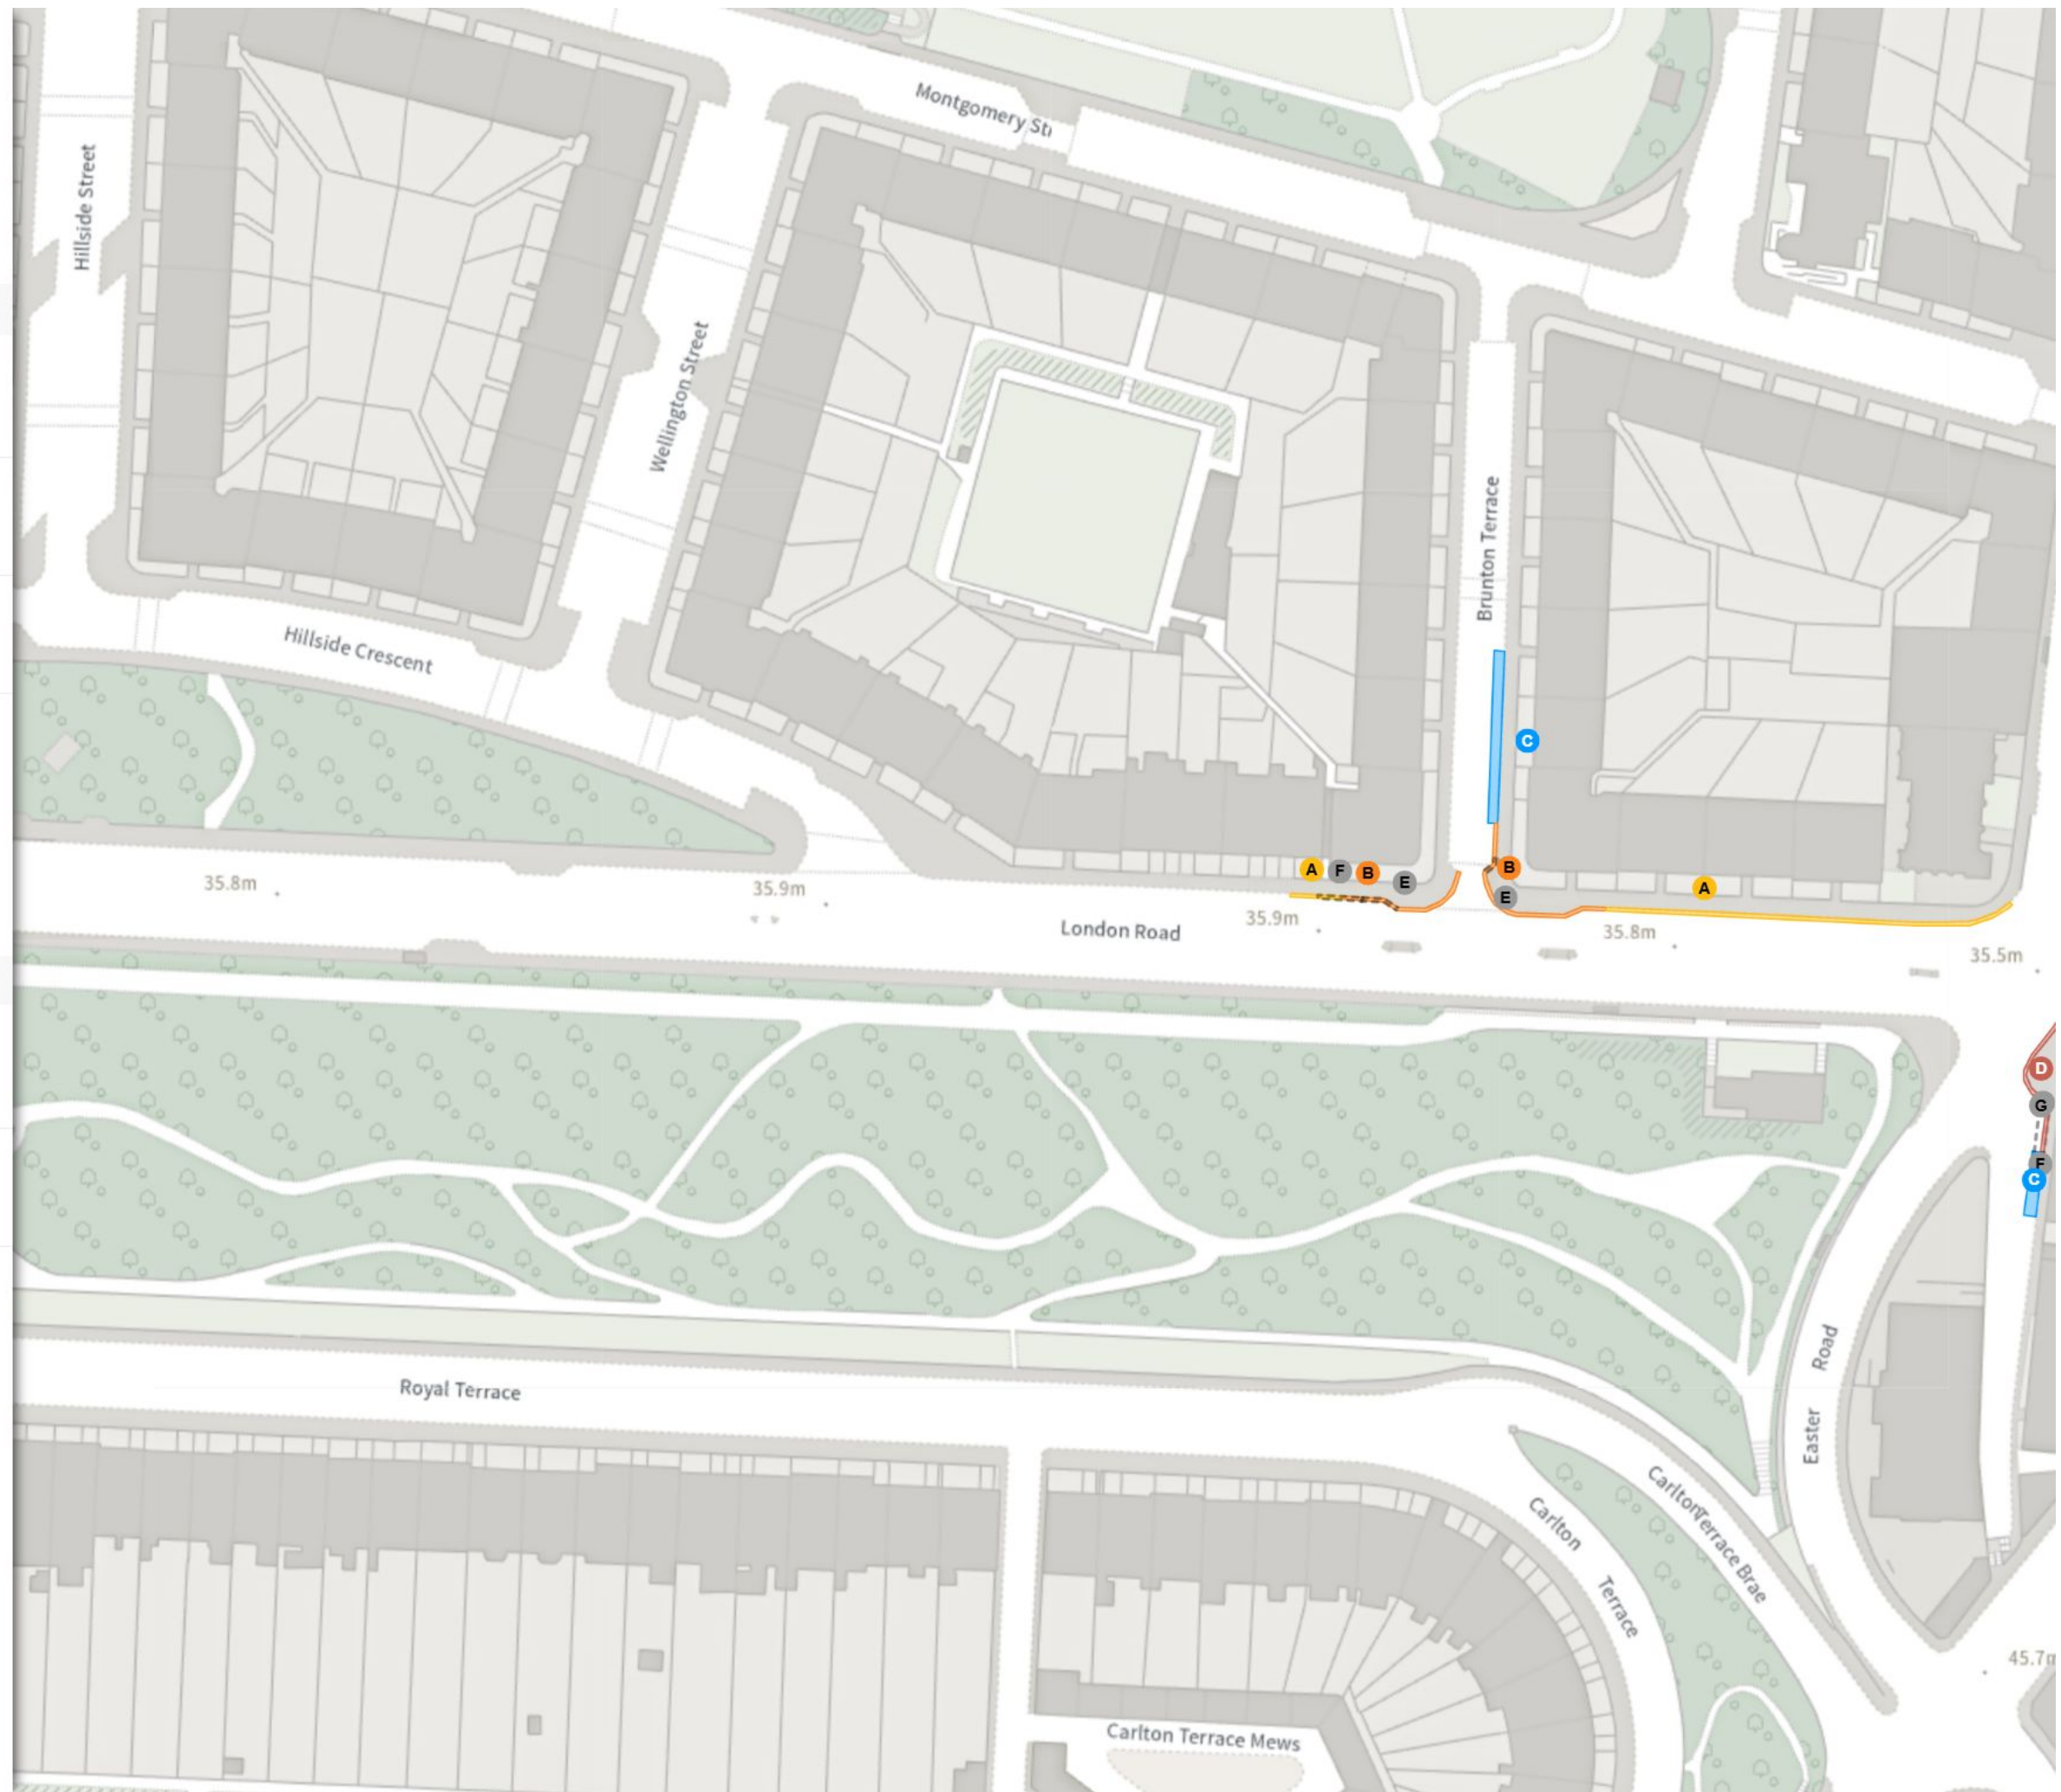 Montgomery St
Hillside Street
Wellington Street
Brunton Terrace
Hillside Crescent
C
35.8m
35.9m
A
F
B
E
B
E
A
35.9m
London Road
35.8m
35.5m
D
G
F
C
Royal Terrace
Easter Road
Carlton Terrace Brae
Carlton Terrace
45.7m
Carlton Terrace Mews